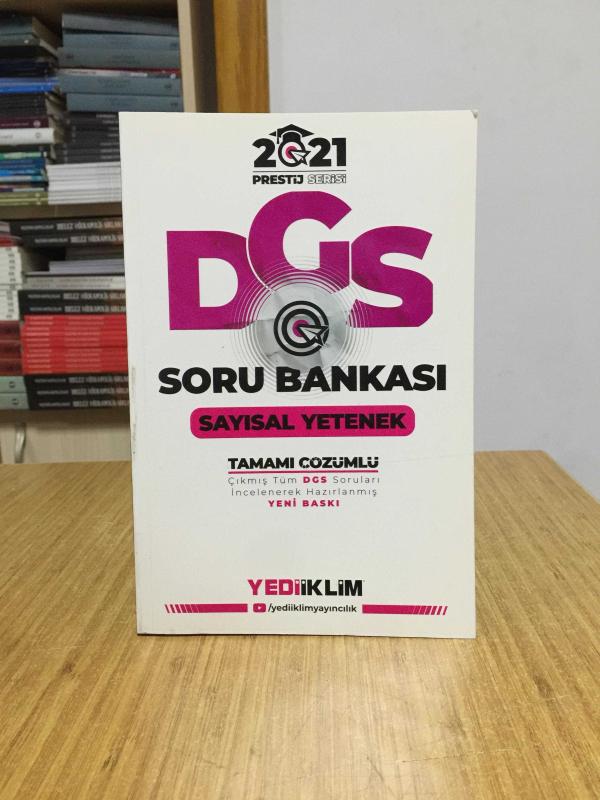 2021
PRESTİJ SERİSİ
DGS
SORU BANKASI
SAYISAL YETENEK
TAMAMI ÇÖZÜMLÜ
Çıkmış Tüm DGS Soruları
İncelenerek Hazırlanmış
YENİ BASKI
YEDİİKLİM
/yediiklimyayıncılık